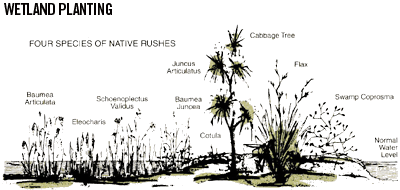 WETLAND PLANTING
FOUR SPECIES OF NATIVE RUSHES
Cabbage Tree
Juncus
Articulatus
Flax
Baumea
Articulata
Schoenoplectus
Validus
Baumea
Juncea
Swamp Coprosma
Eleocharis
Cotula
Normal
Water
Level